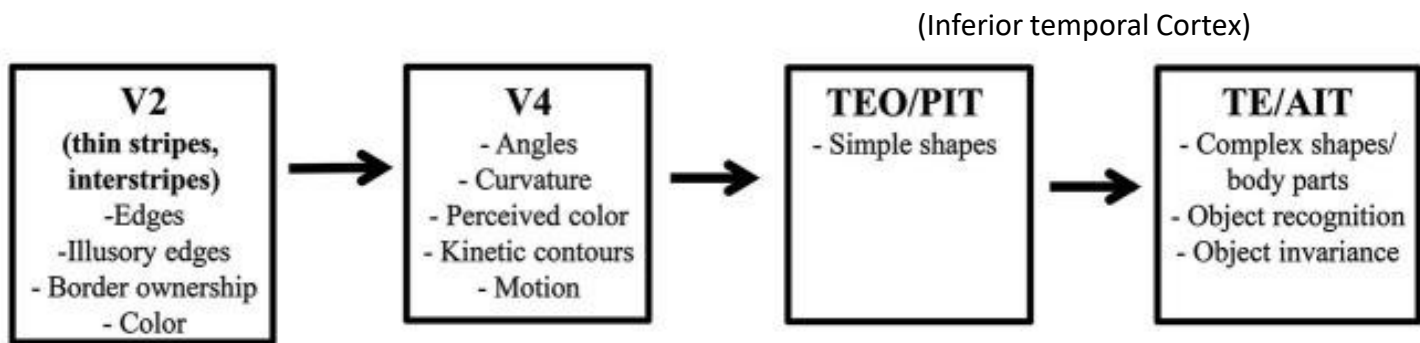 (Inferior temporal Cortex)
V2
(thin stripes,
interstripes)
-Edges
-Illusory edges
- Border ownership
- Color
V4
- Angles
- Curvature
- Perceived color
- Kinetic contours
- Motion
TEO/PIT
- Simple shapes
TE/AIT
- Complex shapes/
body parts
- Object recognition
- Object invariance